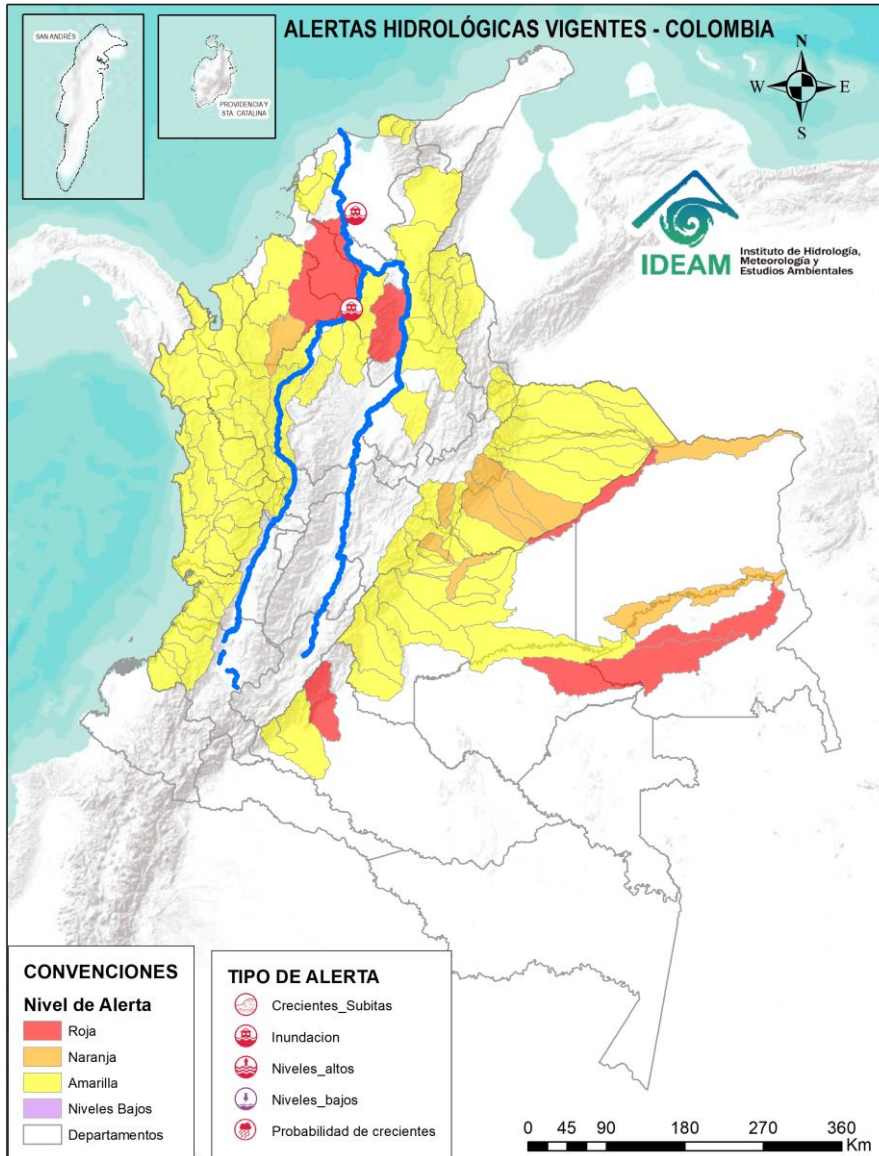 ALERTAS HIDROLÓGICAS VIGENTES - COLOMBIA
SAN ANDRÉS
PROVIDENCIA Y
STA. CATALINA
N
W
E
S
IDEAM
Instituto de Hidrología,
Meteorología y
Estudios Ambientales
CONVENCIONES
Nivel de Alerta
Roja
Naranja
Amarilla
Niveles Bajos
Departamentos
TIPO DE ALERTA
Crecientes_Subitas
Inundacion
Niveles_altos
Niveles_bajos
Probabilidad de crecientes
0 45 90 180 270 360
Km